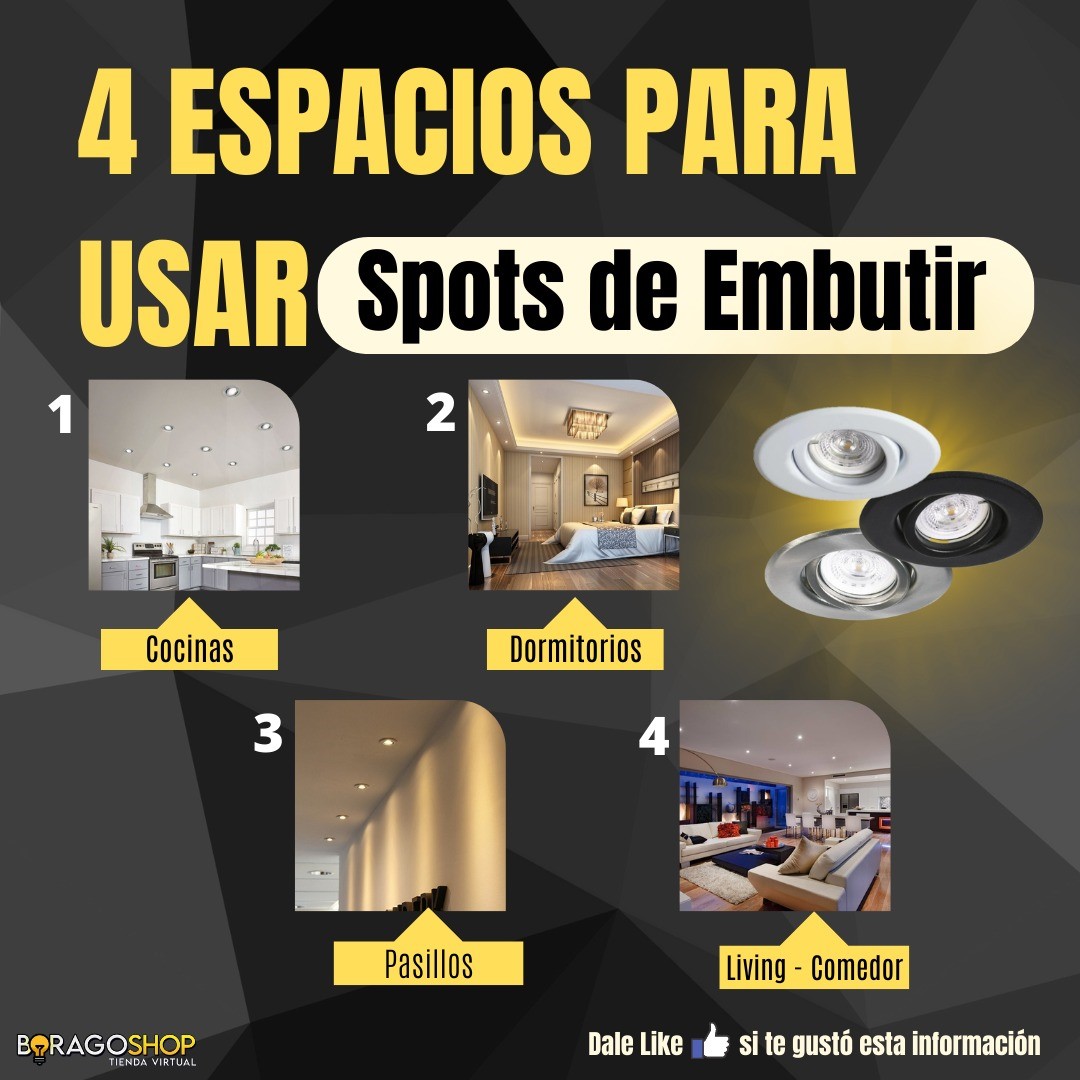 4 ESPACIOS PARA
USAR Spots de Embutir
1
Cocinas
2
Dormitorios
3
Pasillos
4
Living - Comedor
BORAGOSHOP
TIENDA VIRTUAL
Dale Like si te gustó esta información